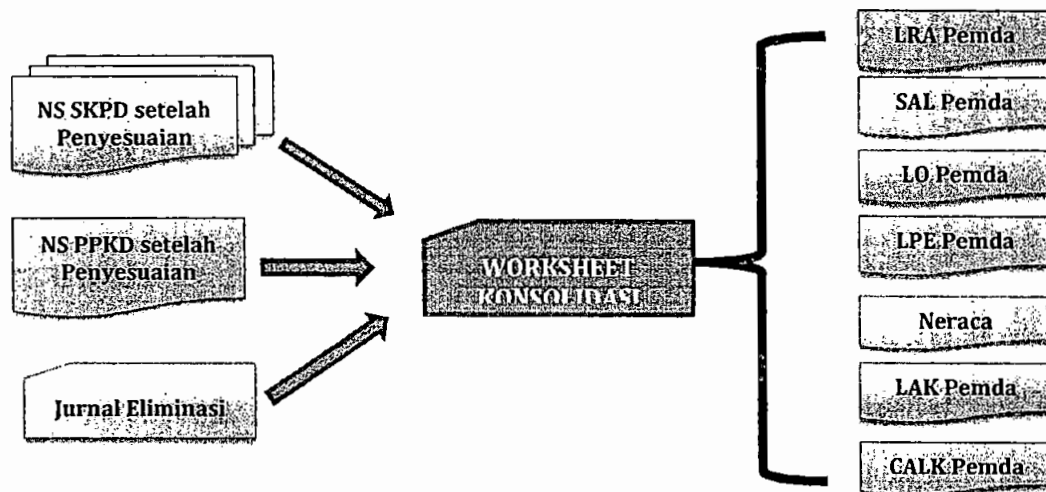 NS SKPD setelah
Penyesuaian
NS PPKD setelah
Penyesuaian
Jurnal Eliminasi
WORKSHEET
KONSOLIDASI
LRA Pemda
SAL Pemda
LO Pemda
LPE Pemda
Neraca
LAK Pemda
CALK Pemda